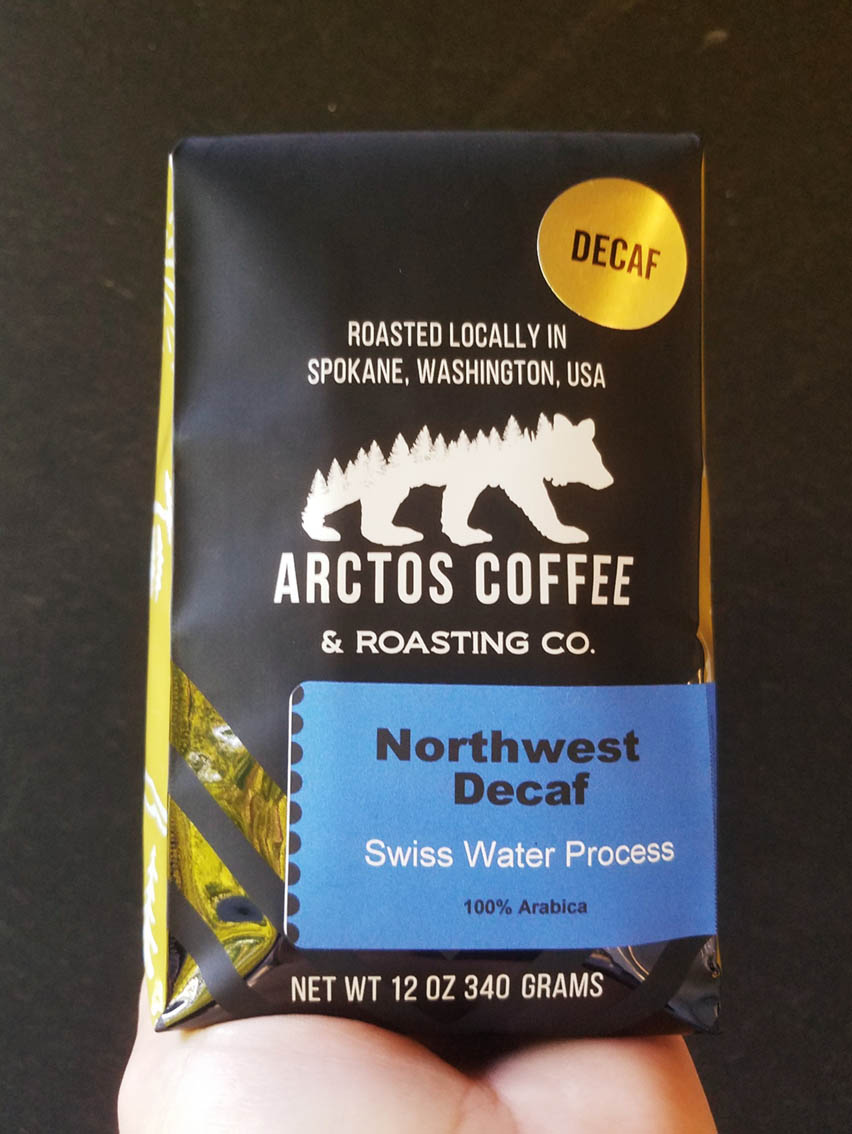 DECAF
ROASTED LOCALLY IN
SPOKANE, WASHINGTON, USA
ARCTOS COFFEE
& ROASTING CO.
Northwest
Decaf
Swiss Water Process
100% Arabica
NET WT 12 OZ 340 GRAMS